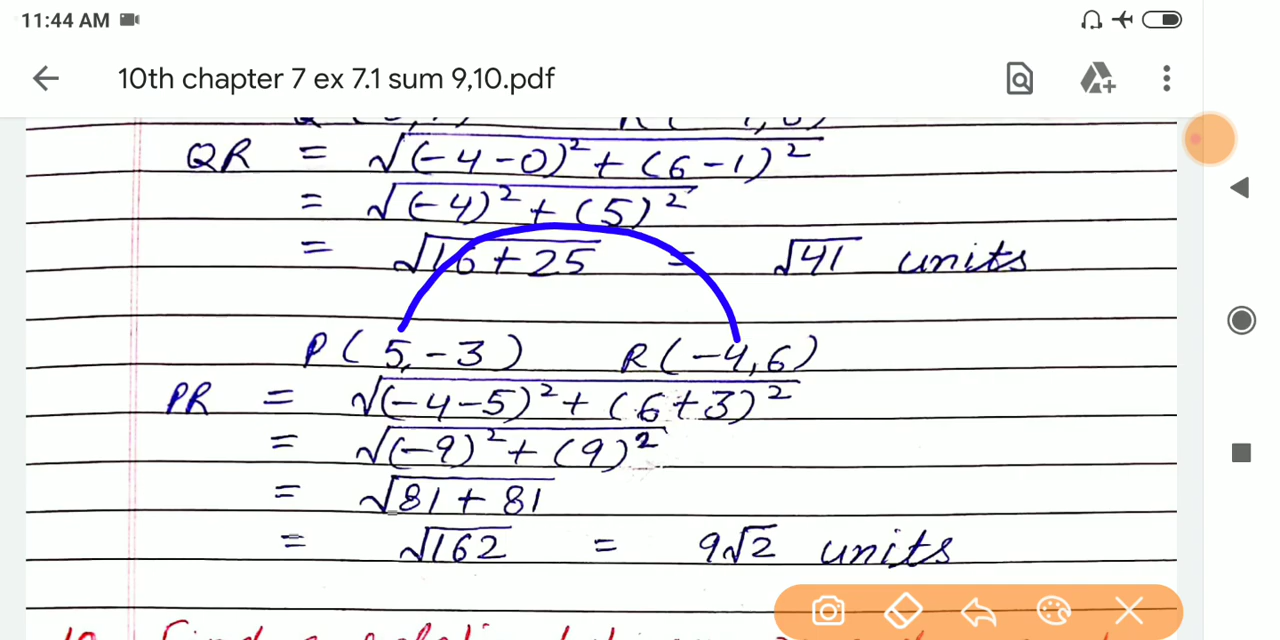 11:44 AM
10th chapter 7 ex 7.1 sum 9,10.pdf
QR = √(-4-0)² + (6-1)²
= √(-4)² + (5)²
= √16+25 = √41 units
P(5,-3) R(-4,6)
PR = √(-4-5)² + (6+3)²
= √(-9)² + (9)²
= √81 + 81
= √162 = 9√2 units